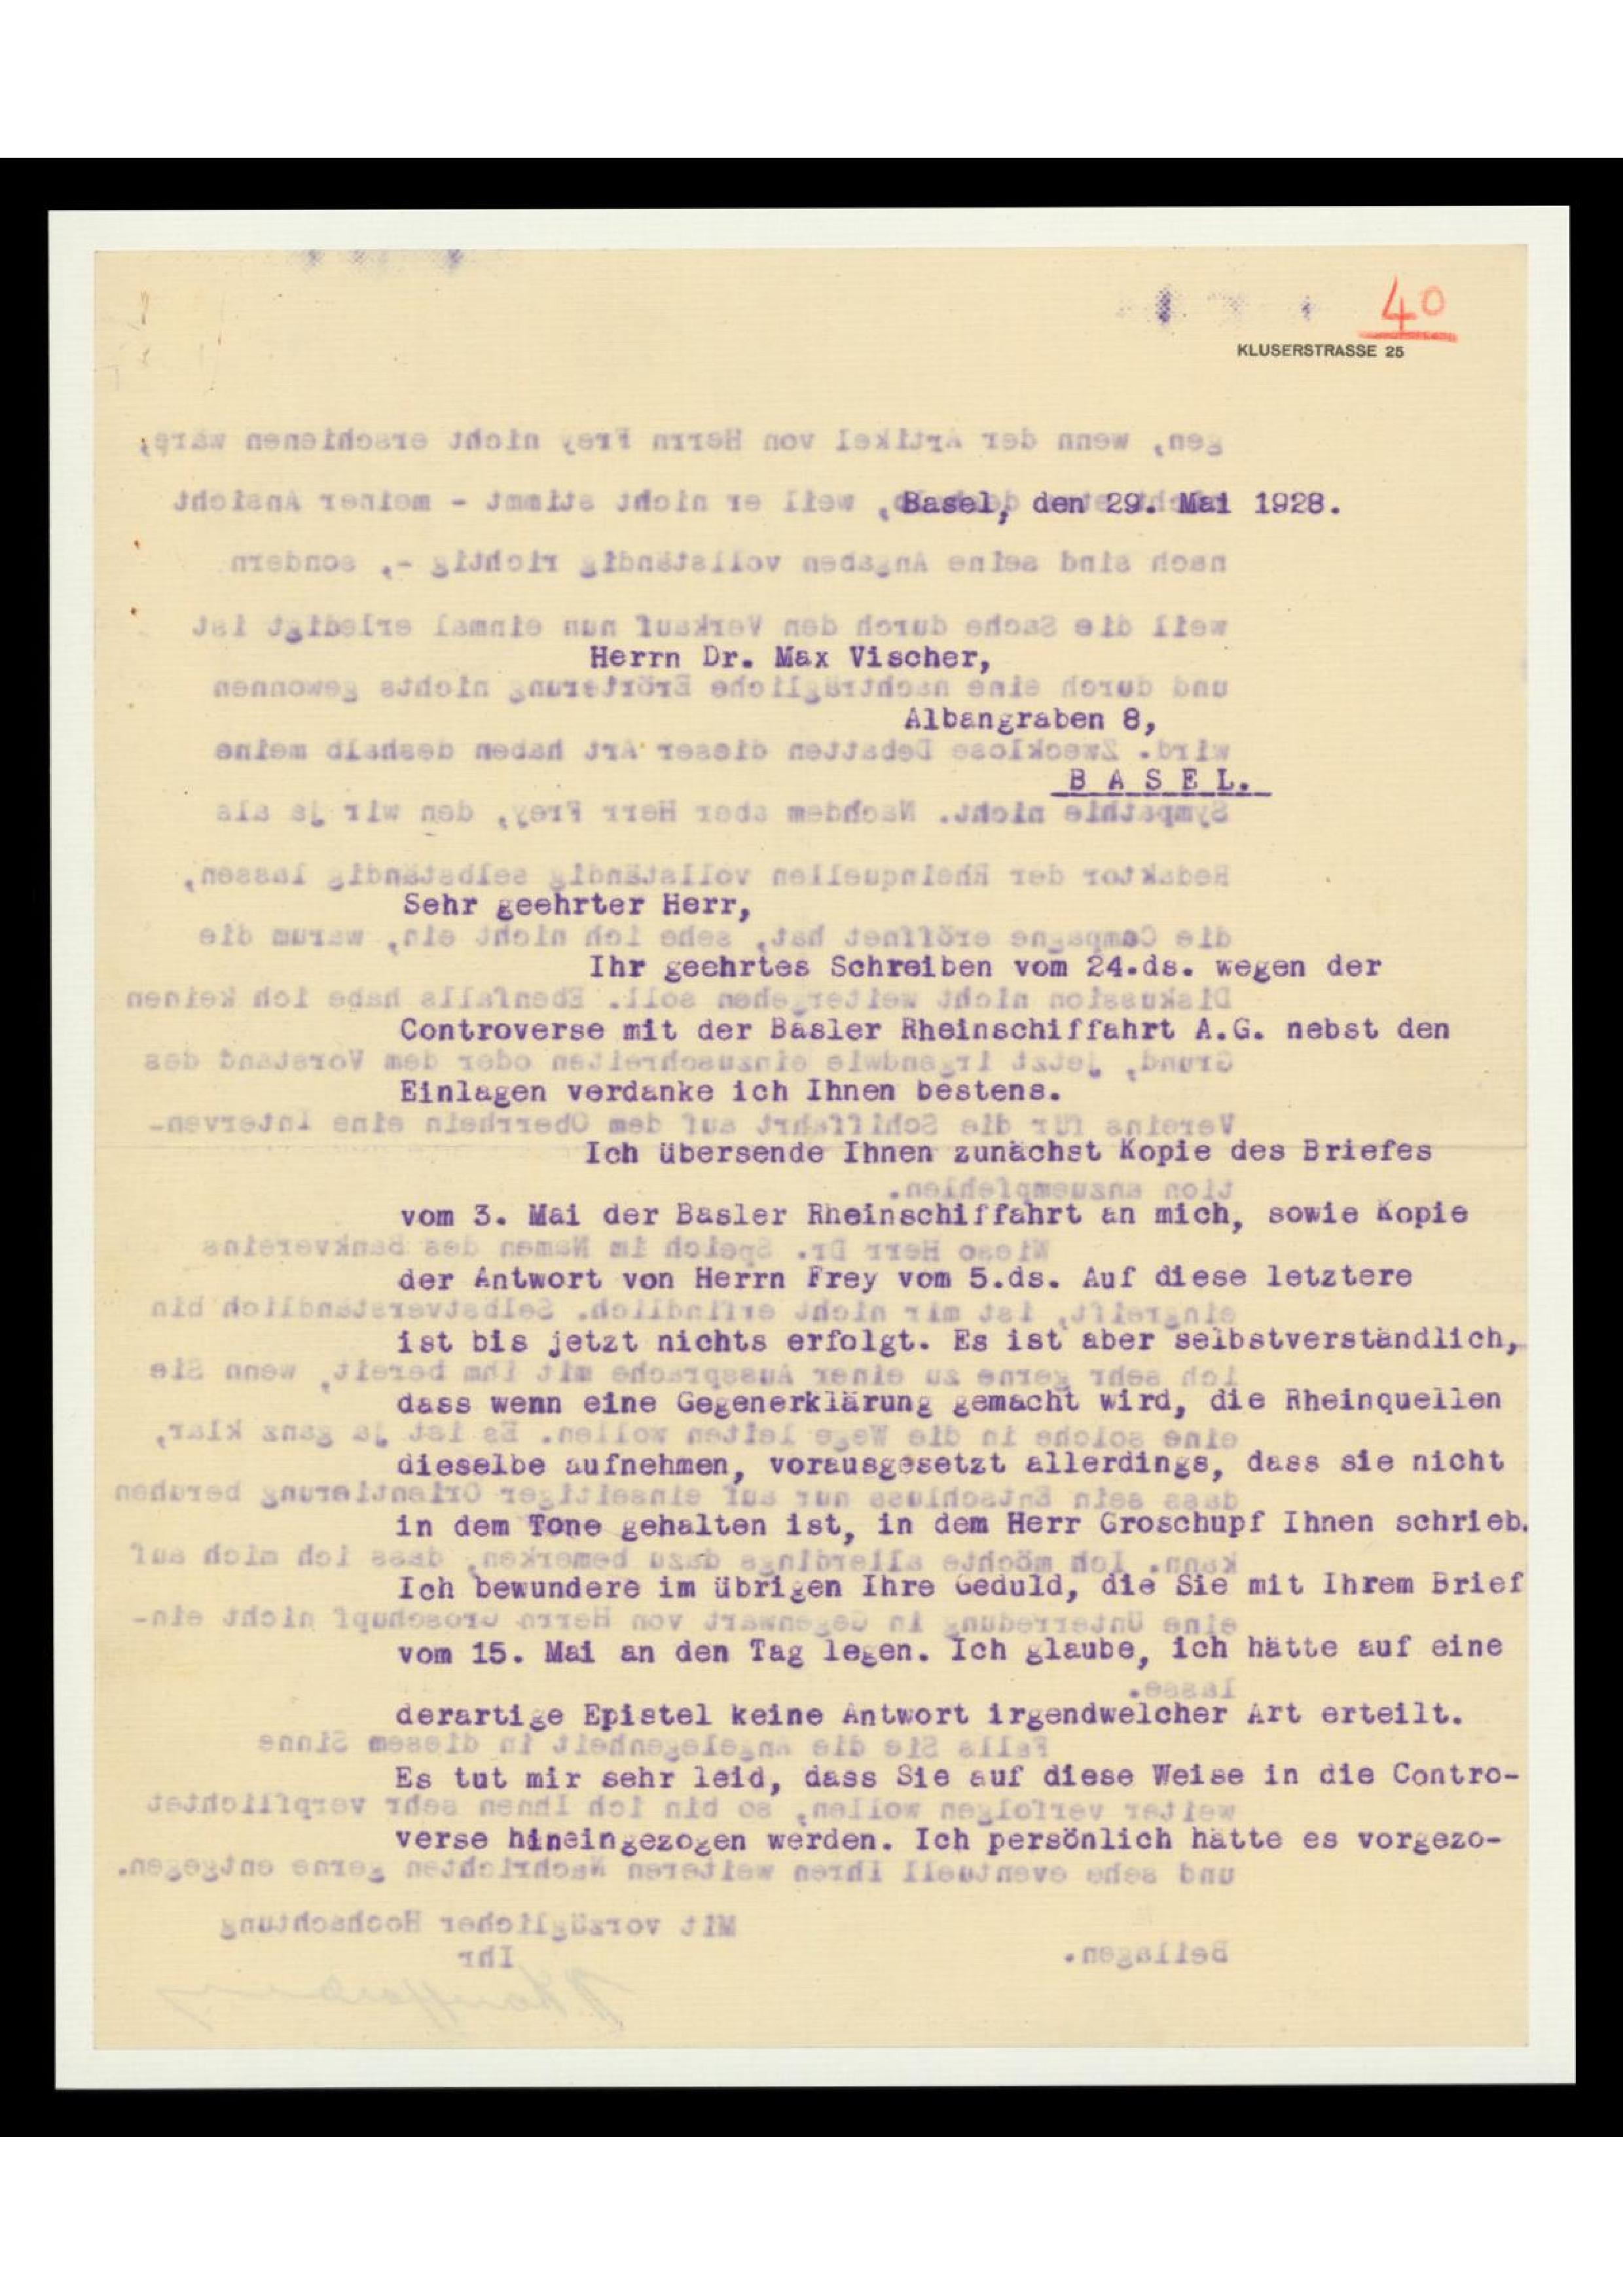 40
KLUSERSTRASSE 25
Basel, den 29. Mai 1928.
Herrn Dr. Max Vischer,
Albangraben 8,
B A S E L.
Sehr geehrter Herr,
Ihr geehrtes Schreiben vom 24.ds. wegen der
Controverse mit der Basler Rheinschiffahrt A.G. nebst den
Einlagen verdanke ich Ihnen bestens.
Ich übersende Ihnen zunächst Kopie des Briefes
vom 3. Mai der Basler Rheinschiffahrt an mich, sowie Kopie
der Antwort von Herrn Frey vom 5.ds. Auf diese letztere
ist bis jetzt nichts erfolgt. Es ist aber selbstverständlich,
dass wenn eine Gegenerklärung gemacht wird, die Rheinquellen
dieselbe aufnehmen, vorausgesetzt allerdings, dass sie nicht
in dem Tone gehalten ist, in dem Herr Groschupf Ihnen schrieb.
Ich bewundere im übrigen Ihre Geduld, die Sie mit Ihrem Brief
vom 15. Mai an den Tag legen. Ich glaube, ich hätte auf eine
derartige Epistel keine Antwort irgendwelcher Art erteilt.
Es tut mir sehr leid, dass Sie auf diese Weise in die Contro-
verse hineingezogen werden. Ich persönlich hätte es vorgezo-